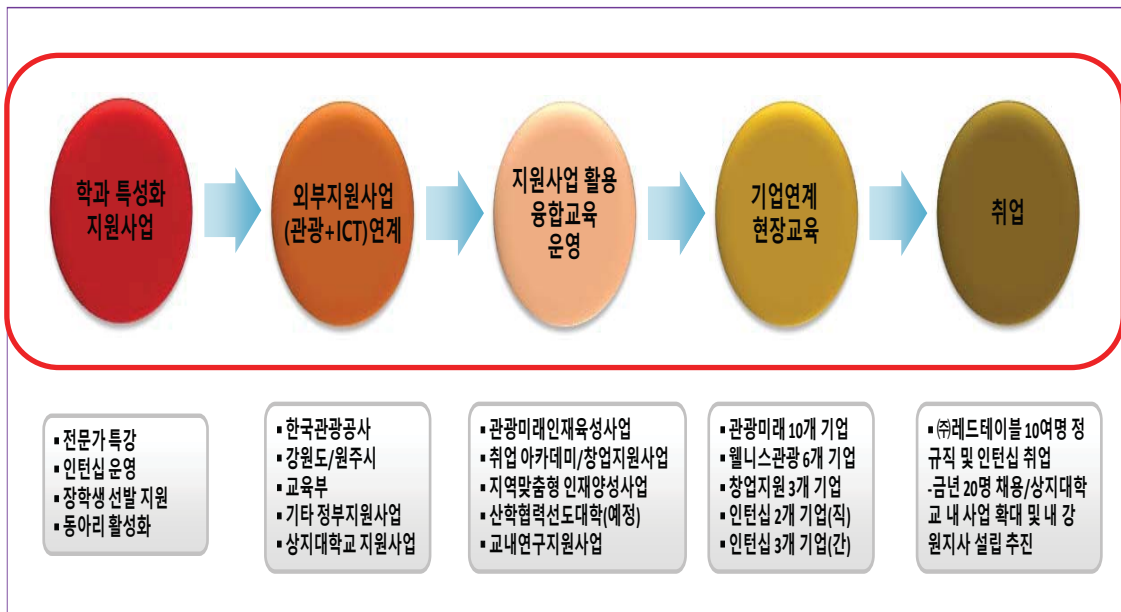 학과 특성화
지원사업
외부지원사업
(관광+ICT)연계
지원사업 활용
융합교육
운영
기업연계
현장교육
취업
▪ 전문가 특강
▪ 인턴십 운영
▪ 장학생 선발 지원
▪ 동아리 활성화
▪ 한국관광공사
▪ 강원도/원주시
▪ 교육부
▪ 기타 정부지원사업
▪ 상지대학교 지원사업
▪ 관광미래인재육성사업
▪ 취업 아카데미/창업지원사업
▪ 지역맞춤형 인재양성사업
▪ 산학협력선도대학(예정)
▪ 교내연구지원사업
▪ 관광미래 10개 기업
▪ 웰니스관광 6개 기업
▪ 창업지원 3개 기업
▪ 인턴십 2개 기업(직)
▪ 인턴십 3개 기업(간)
▪ ㈜레드테이블 10여명 정
규직 및 인턴십 취업
-금년 20명 채용/상지대학
교 내 사업 확대 및 내 강
원지사 설립 추진